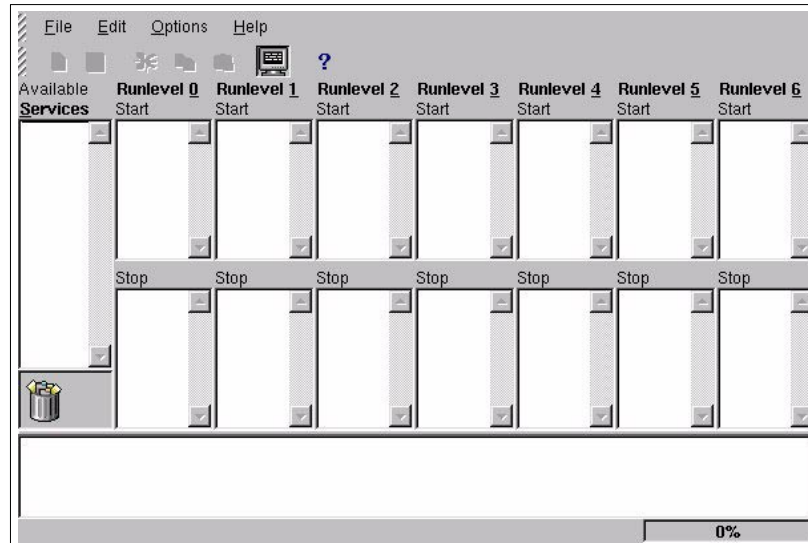 File Edit Options Help
?
Available Runlevel 0 Runlevel 1 Runlevel 2 Runlevel 3 Runlevel 4 Runlevel 5 Runlevel 6
Services Start Start Start Start Start Start Start
Stop Stop Stop Stop Stop Stop Stop
0%